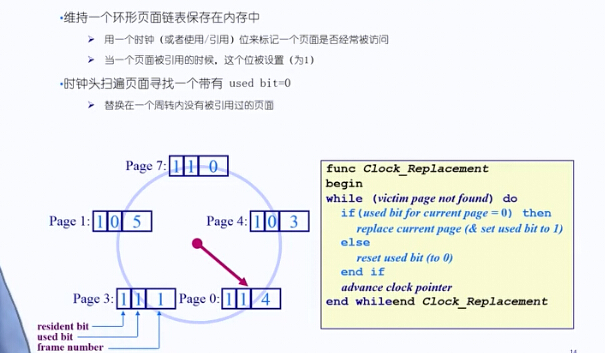 •维持一个环形页面链表保存在内存中
➤ 用一个时钟（或者使用/引用）位来标记一个页面是否经常被访问
➤ 当一个页面被引用的时候，这个位被设置（为1）
•时钟头扫遍页面寻找一个带有 used bit=0
➤ 替换在一个周转内没有被引用过的页面
Page 7: 1 1 0
Page 1: 1 0 5
Page 4: 1 0 3
Page 3: 1 1 1
Page 0: 1 1 4
resident bit
used bit
frame number
func Clock_Replacement
begin
while (victim page not found) do
if(used bit for current page = 0) then
replace current page (& set used bit to 1)
else
reset used bit (to 0)
end if
advance clock pointer
end whileend Clock_Replacement
14